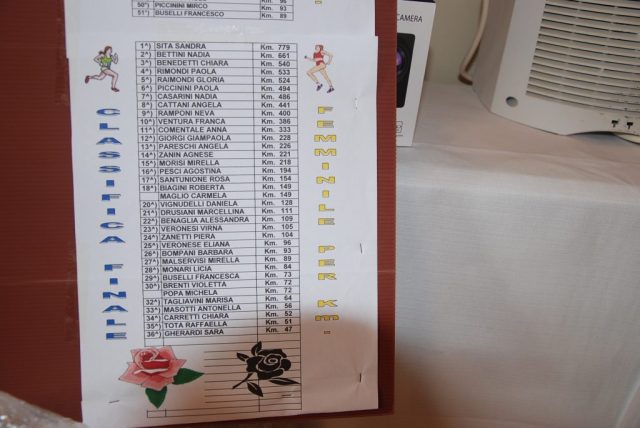 50^) PICCININI MIRCO Km. 93
51^) BUSELLI FRANCESCO Km. 89
CAMERA
CLASSIFICA FINALE
FEMMINILE PER KM.
1^) SITA SANDRA Km. 779
2^) BETTINI NADIA Km. 661
3^) BENEDETTI CHIARA Km. 540
4^) RIMONDI PAOLA Km. 533
5^) RAIMONDI GLORIA Km. 524
6^) PICCININI PAOLA Km. 494
7^) CASARINI NADIA Km. 486
8^) CATTANI ANGELA Km. 441
9^) RAMPONI NEVA Km. 400
10^) VENTURA FRANCA Km. 386
11^) COMENTALE ANNA Km. 333
12^) GIORGI GIAMPAOLA Km. 228
13^) PARESCHI ANGELA Km. 226
14^) ZANIN AGNESE Km. 221
15^) MORISI MIRELLA Km. 218
16^) PESCI AGOSTINA Km. 194
17^) SANTUNIONE ROSA Km. 154
18^) BIAGINI ROBERTA Km. 149
MAGLIO CARMELA Km. 149
20^) VIGNUDELLI DANIELA Km. 128
21^) DRUSIANI MARCELLINA Km. 111
22^) BENAGLIA ALESSANDRA Km. 109
23^) VERONESI VIRNA Km. 105
24^) ZANETTI PIERA Km. 104
25^) VERONESE ELIANA Km. 96
26^) BOMPANI BARBARA Km. 93
27^) MALSERVISI MIRELLA Km. 89
28^) MONARI LICIA Km. 84
29^) BUSELLI FRANCESCA Km. 73
30^) BRENTI VIOLETTA Km. 72
POPA MICHELA Km. 72
32^) TAGLIAVINI MARISA Km. 64
33^) MASOTTI ANTONELLA Km. 56
34^) CARRETTI CHIARA Km. 52
35^) TOTA RAFFAELLA Km. 51
36^) GHERARDI SARA Km. 47